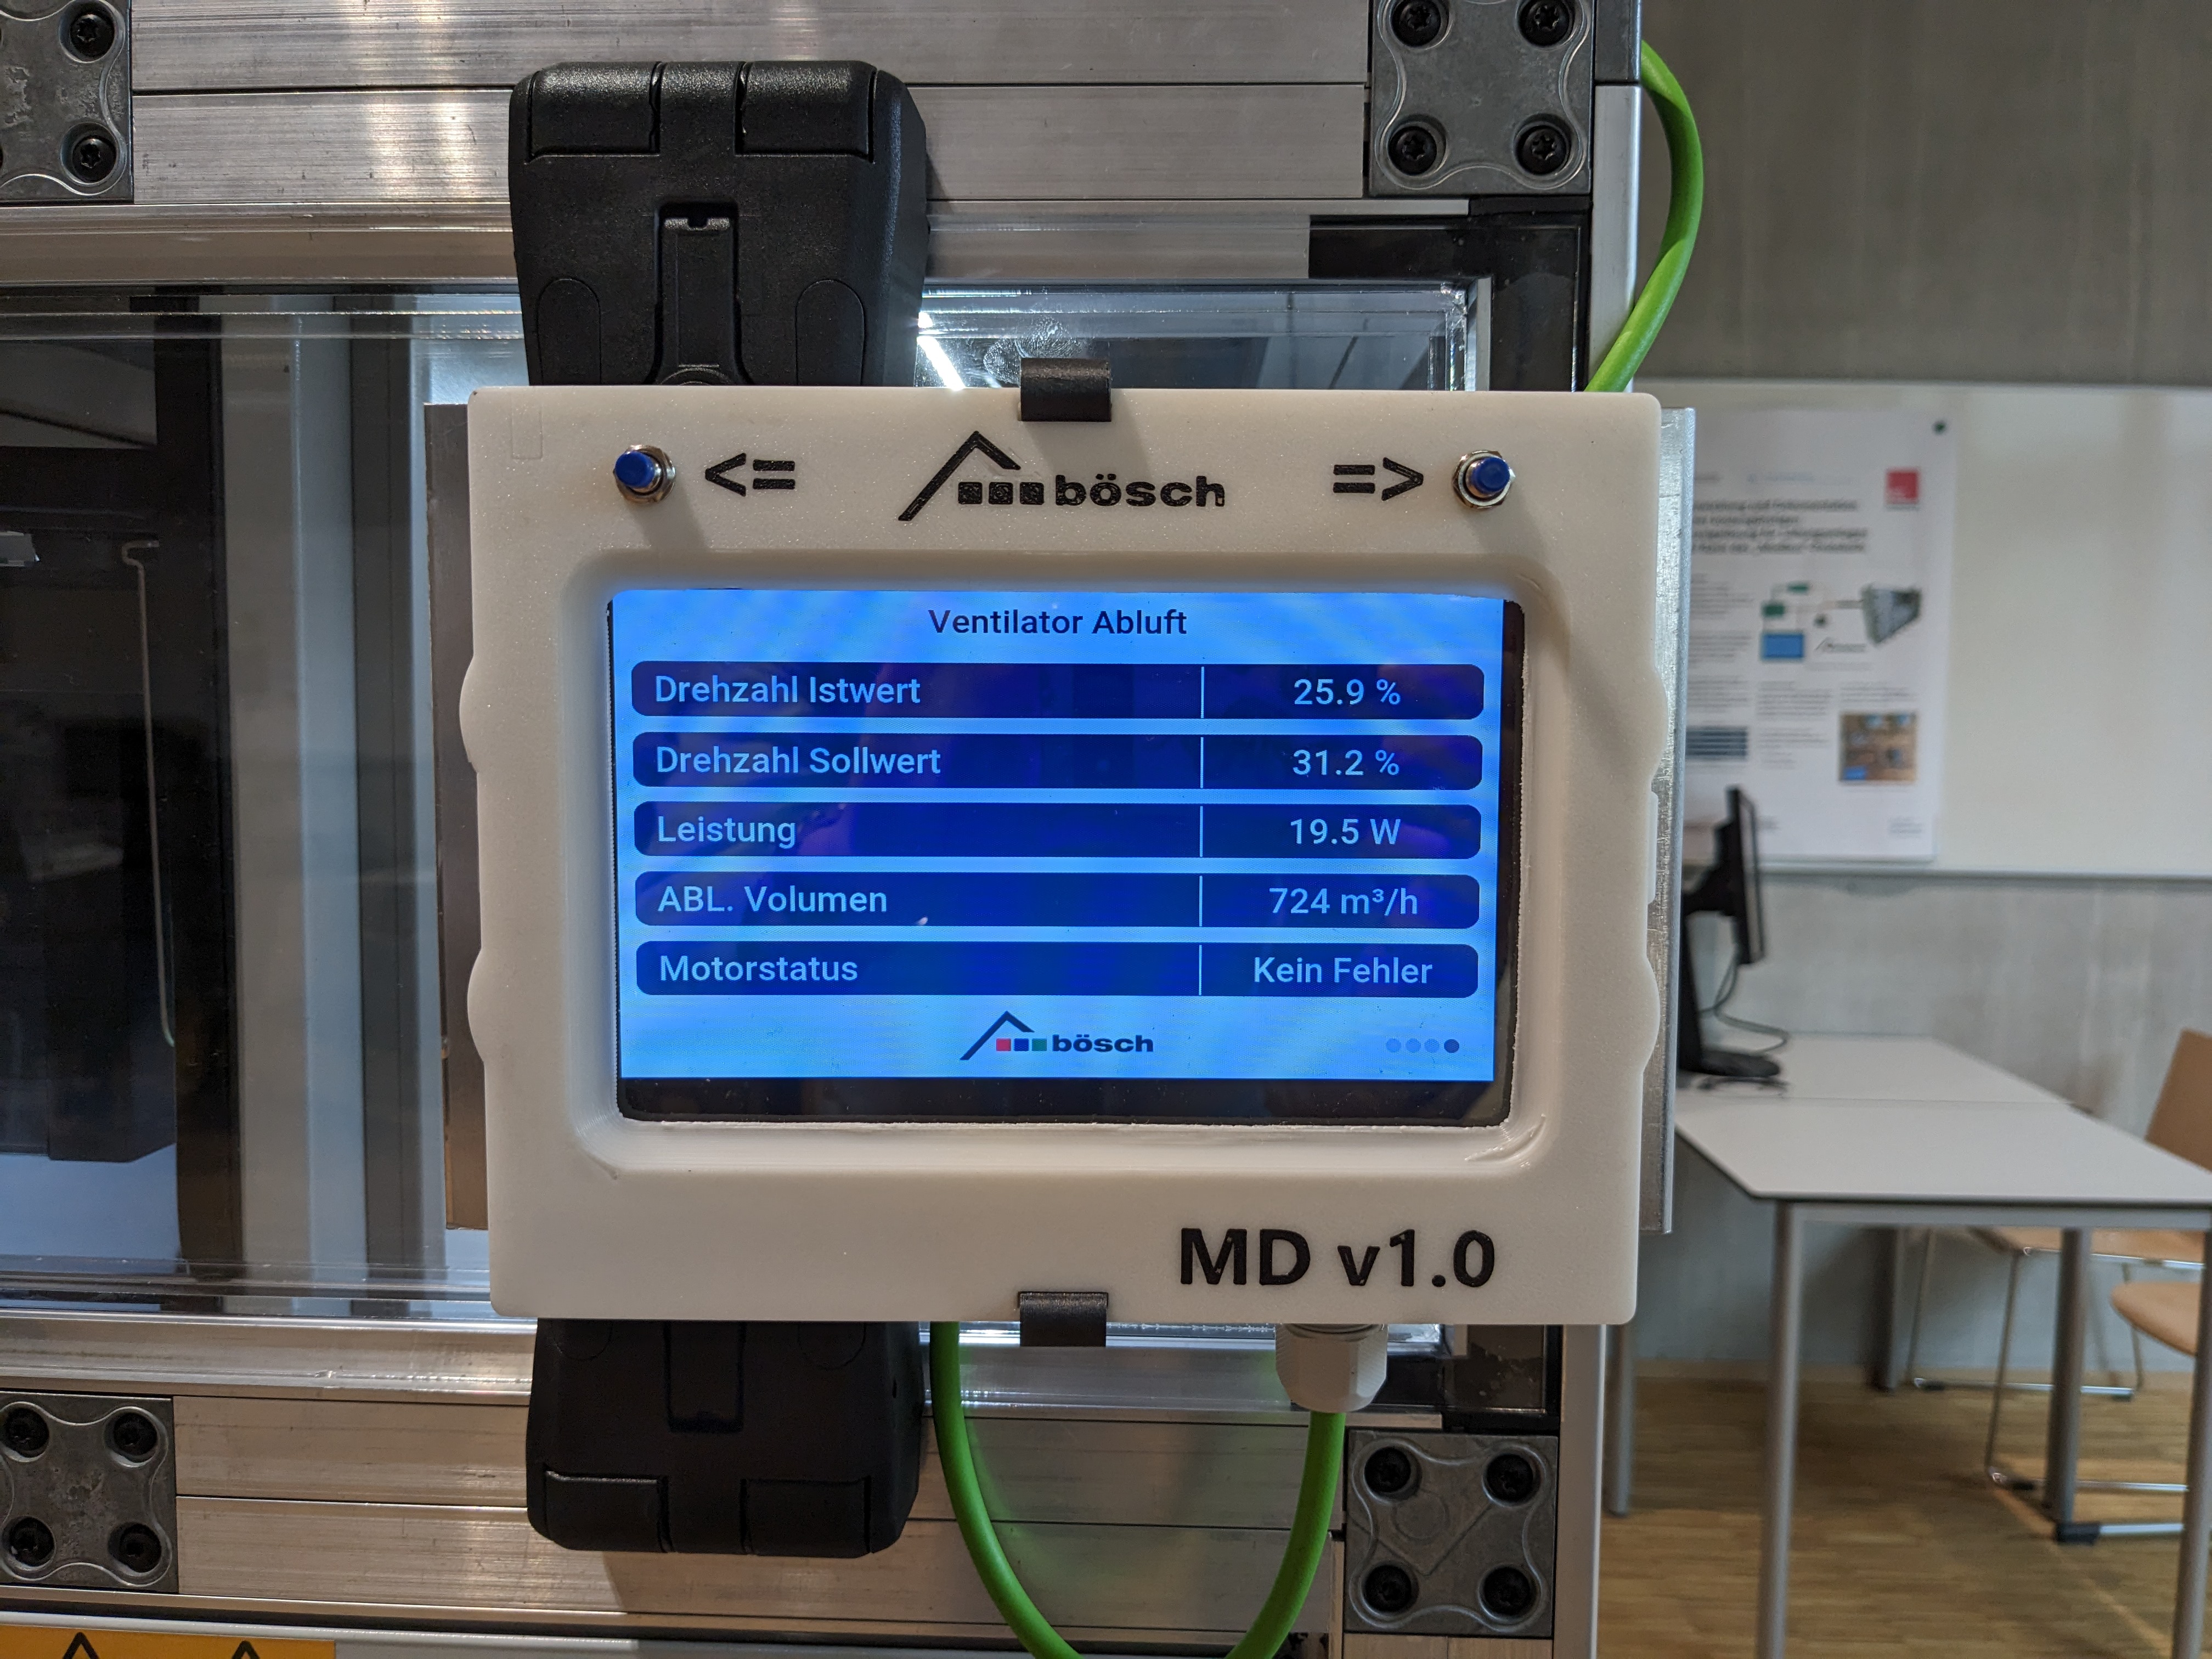 <= bösch =>
Ventilator Abluft
Drehzahl Istwert 25.9 %
Drehzahl Sollwert 31.2 %
Leistung 19.5 W
ABL. Volumen 724 m³/h
Motorstatus Kein Fehler
bösch
MD v1.0